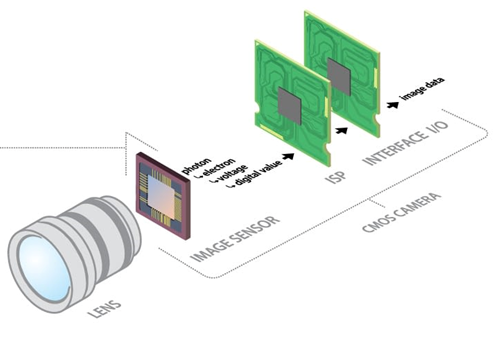 photon
↳ electron
↳ voltage
↳ digital value
image data
LENS
IMAGE SENSOR
ISP
INTERFACE I/O
CMOS CAMERA